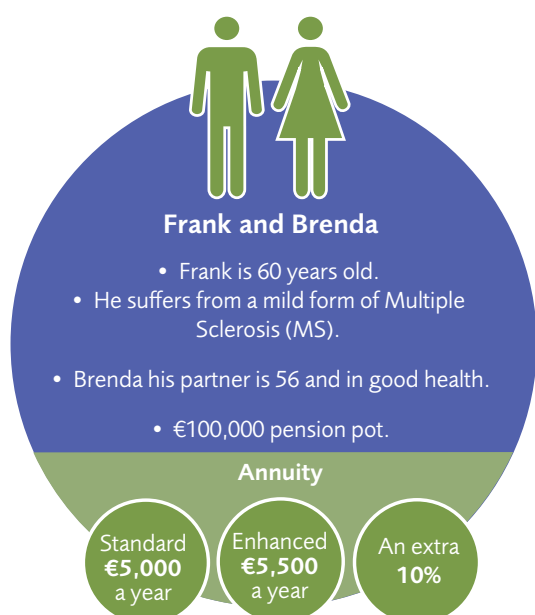 Frank and Brenda
• Frank is 60 years old.
• He suffers from a mild form of Multiple
Sclerosis (MS).
• Brenda his partner is 56 and in good health.
• €100,000 pension pot.
Annuity
Standard
€5,000
a year
Enhanced
€5,500
a year
An extra
10%